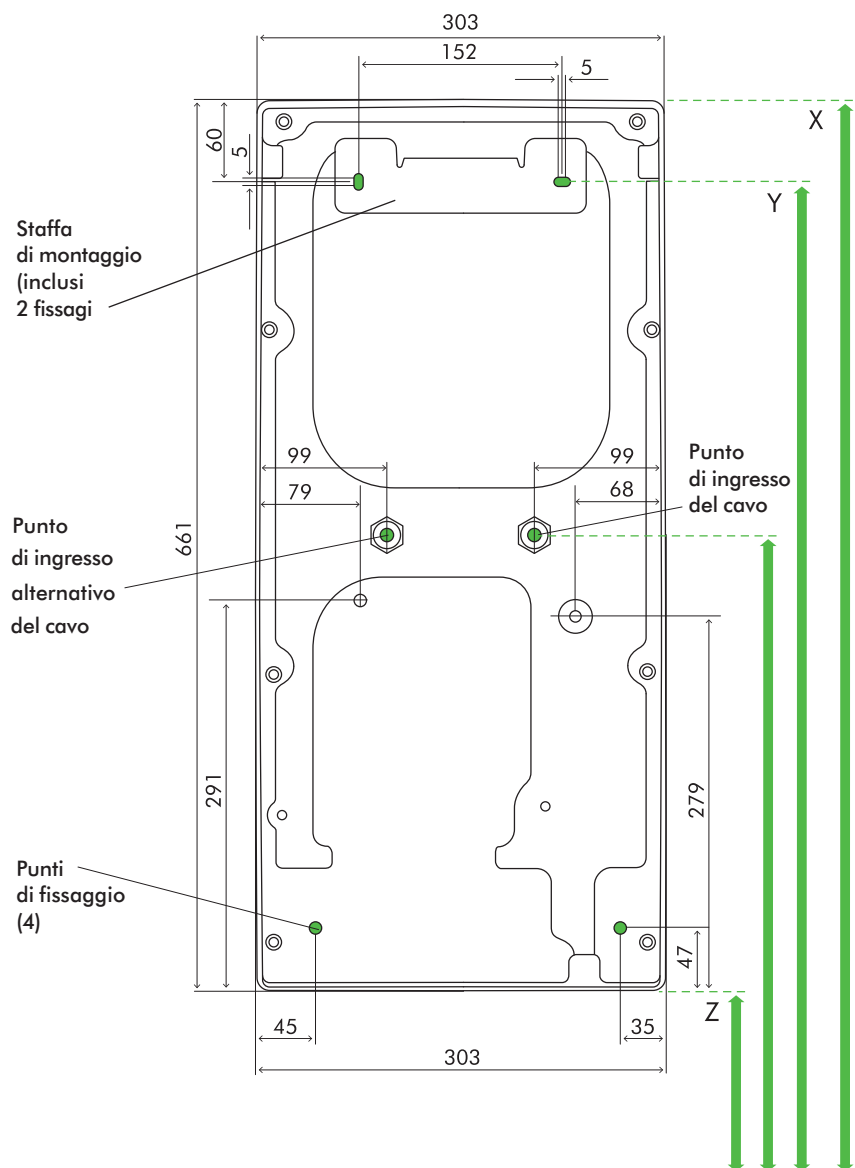 303
152
5
X
60
5
Y
Staffa
di montaggio
(inclusi
2 fissagi
99
99
Punto
di ingresso
del cavo
79
68
661
Punto
di ingresso
alternativo
del cavo
291
279
Punti
di fissaggio
(4)
47
Z
45
35
303